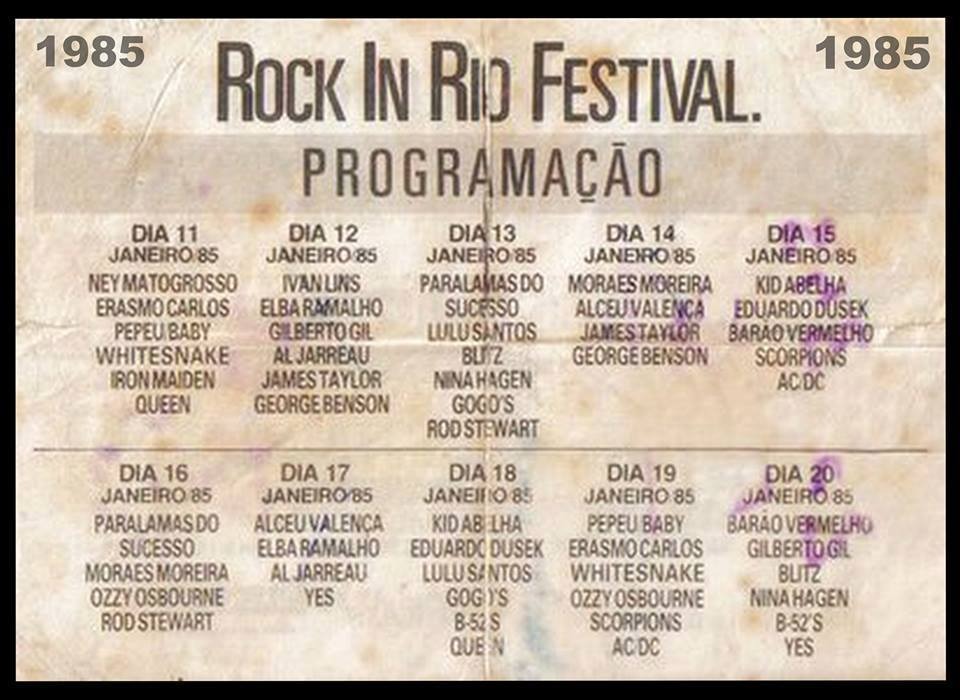 1985
1985
ROCK IN RIO FESTIVAL.
PROGRAMAÇÃO
DIA 11
JANEIRO 85
NEY MATOGROSSO
ERASMO CARLOS
PEPEU/BABY
WHITESNAKE
IRON MAIDEN
QUEEN
DIA 12
JANEIRO 85
IVAN LINS
ELBA RAMALHO
GILBERTO GIL
AL JARREAU
JAMES TAYLOR
GEORGE BENSON
DIA 13
JANEIRO 85
PARALAMAS DO
SUCESSO
LULU SANTOS
BLITZ
NINA HAGEN
GOGO'S
ROD STEWART
DIA 14
JANEIRO 85
MORAES MOREIRA
ALCEU VALENCA
JAMES TAYLOR
GEORGE BENSON
DIA 15
JANEIRO 85
KID ABELHA
EDUARDO DUSEK
BARÃO VERMELHO
SCORPIONS
AC/DC
DIA 16
JANEIRO 85
PARALAMAS DO
SUCESSO
MORAES MOREIRA
OZZY OSBOURNE
ROD STEWART
DIA 17
JANEIRO 85
ALCEU VALENCA
ELBA RAMALHO
AL JARREAU
YES
DIA 18
JANEIRO 85
KID ABELHA
EDUARDO DUSEK
LULU SANTOS
GOGO'S
B-52'S
QUEEN
DIA 19
JANEIRO 85
PEPEU BABY
ERASMO CARLOS
WHITESNAKE
OZZY OSBOURNE
SCORPIONS
AC/DC
DIA 20
JANEIRO 85
BARÃO VERMELHO
GILBERTO GIL
BLITZ
NINA HAGEN
B-52'S
YES